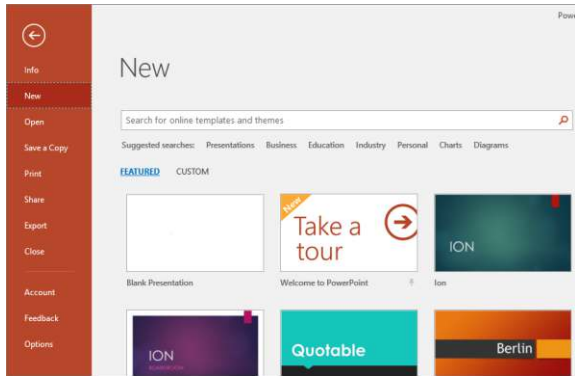 Powe
Info
New
Open
Save a Copy
Print
Share
Export
Close
Account
Feedback
Options
New
Search for online templates and themes
Suggested searches: Presentations Business Education Industry Personal Charts Diagrams
FEATURED CUSTOM
New
Take a
tour
ION
Blank Presentation Welcome to PowerPoint Ion
ION
BOARDROOM
Quotable
Berlin